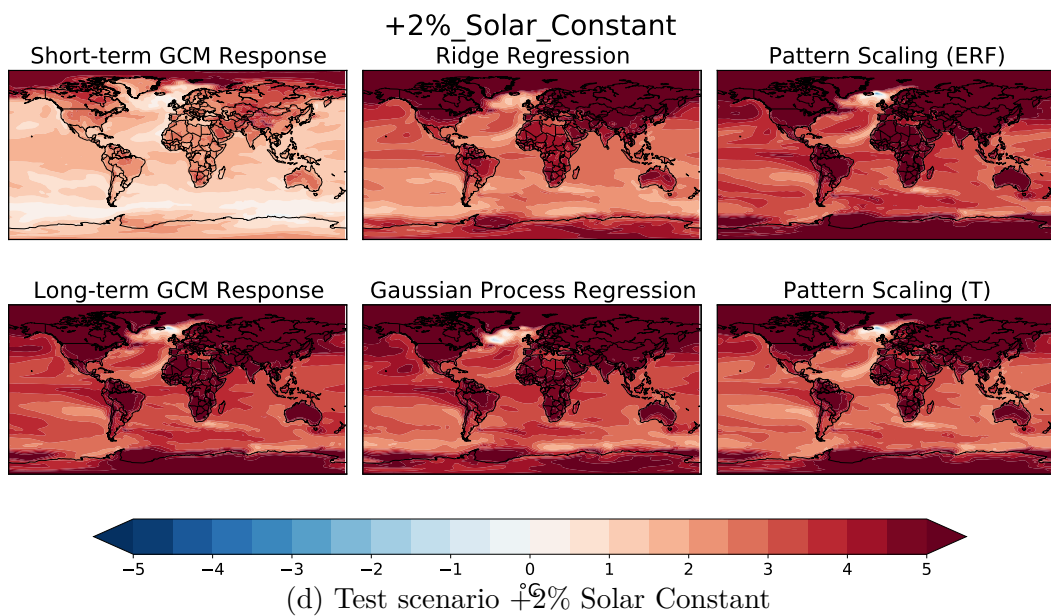 +2%_Solar_Constant
Short-term GCM Response
Ridge Regression
Pattern Scaling (ERF)
Long-term GCM Response
Gaussian Process Regression
Pattern Scaling (T)
−5 −4 −3 −2 −1 0 1 2 3 4 5
°C
(d) Test scenario +2% Solar Constant